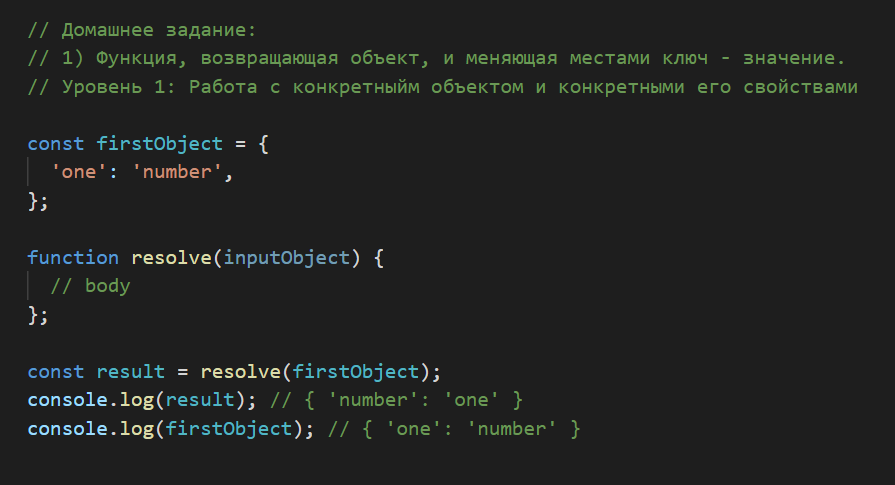 // Домашнее задание:
// 1) Функция, возвращающая объект, и меняющая местами ключ - значение.
// Уровень 1: Работа с конкретныйм объектом и конкретными его свойствами
const firstObject = {
'one': 'number',
};
function resolve(inputObject) {
// body
};
const result = resolve(firstObject);
console.log(result); // { 'number': 'one' }
console.log(firstObject); // { 'one': 'number' }